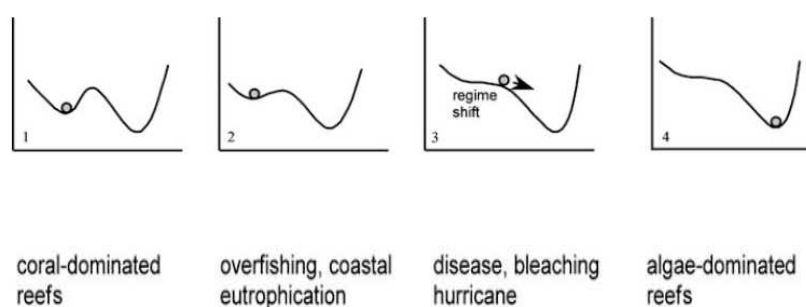 1
2
3
regime
shift
4
coral-dominated
reefs
overfishing, coastal
eutrophication
disease, bleaching
hurricane
algae-dominated
reefs